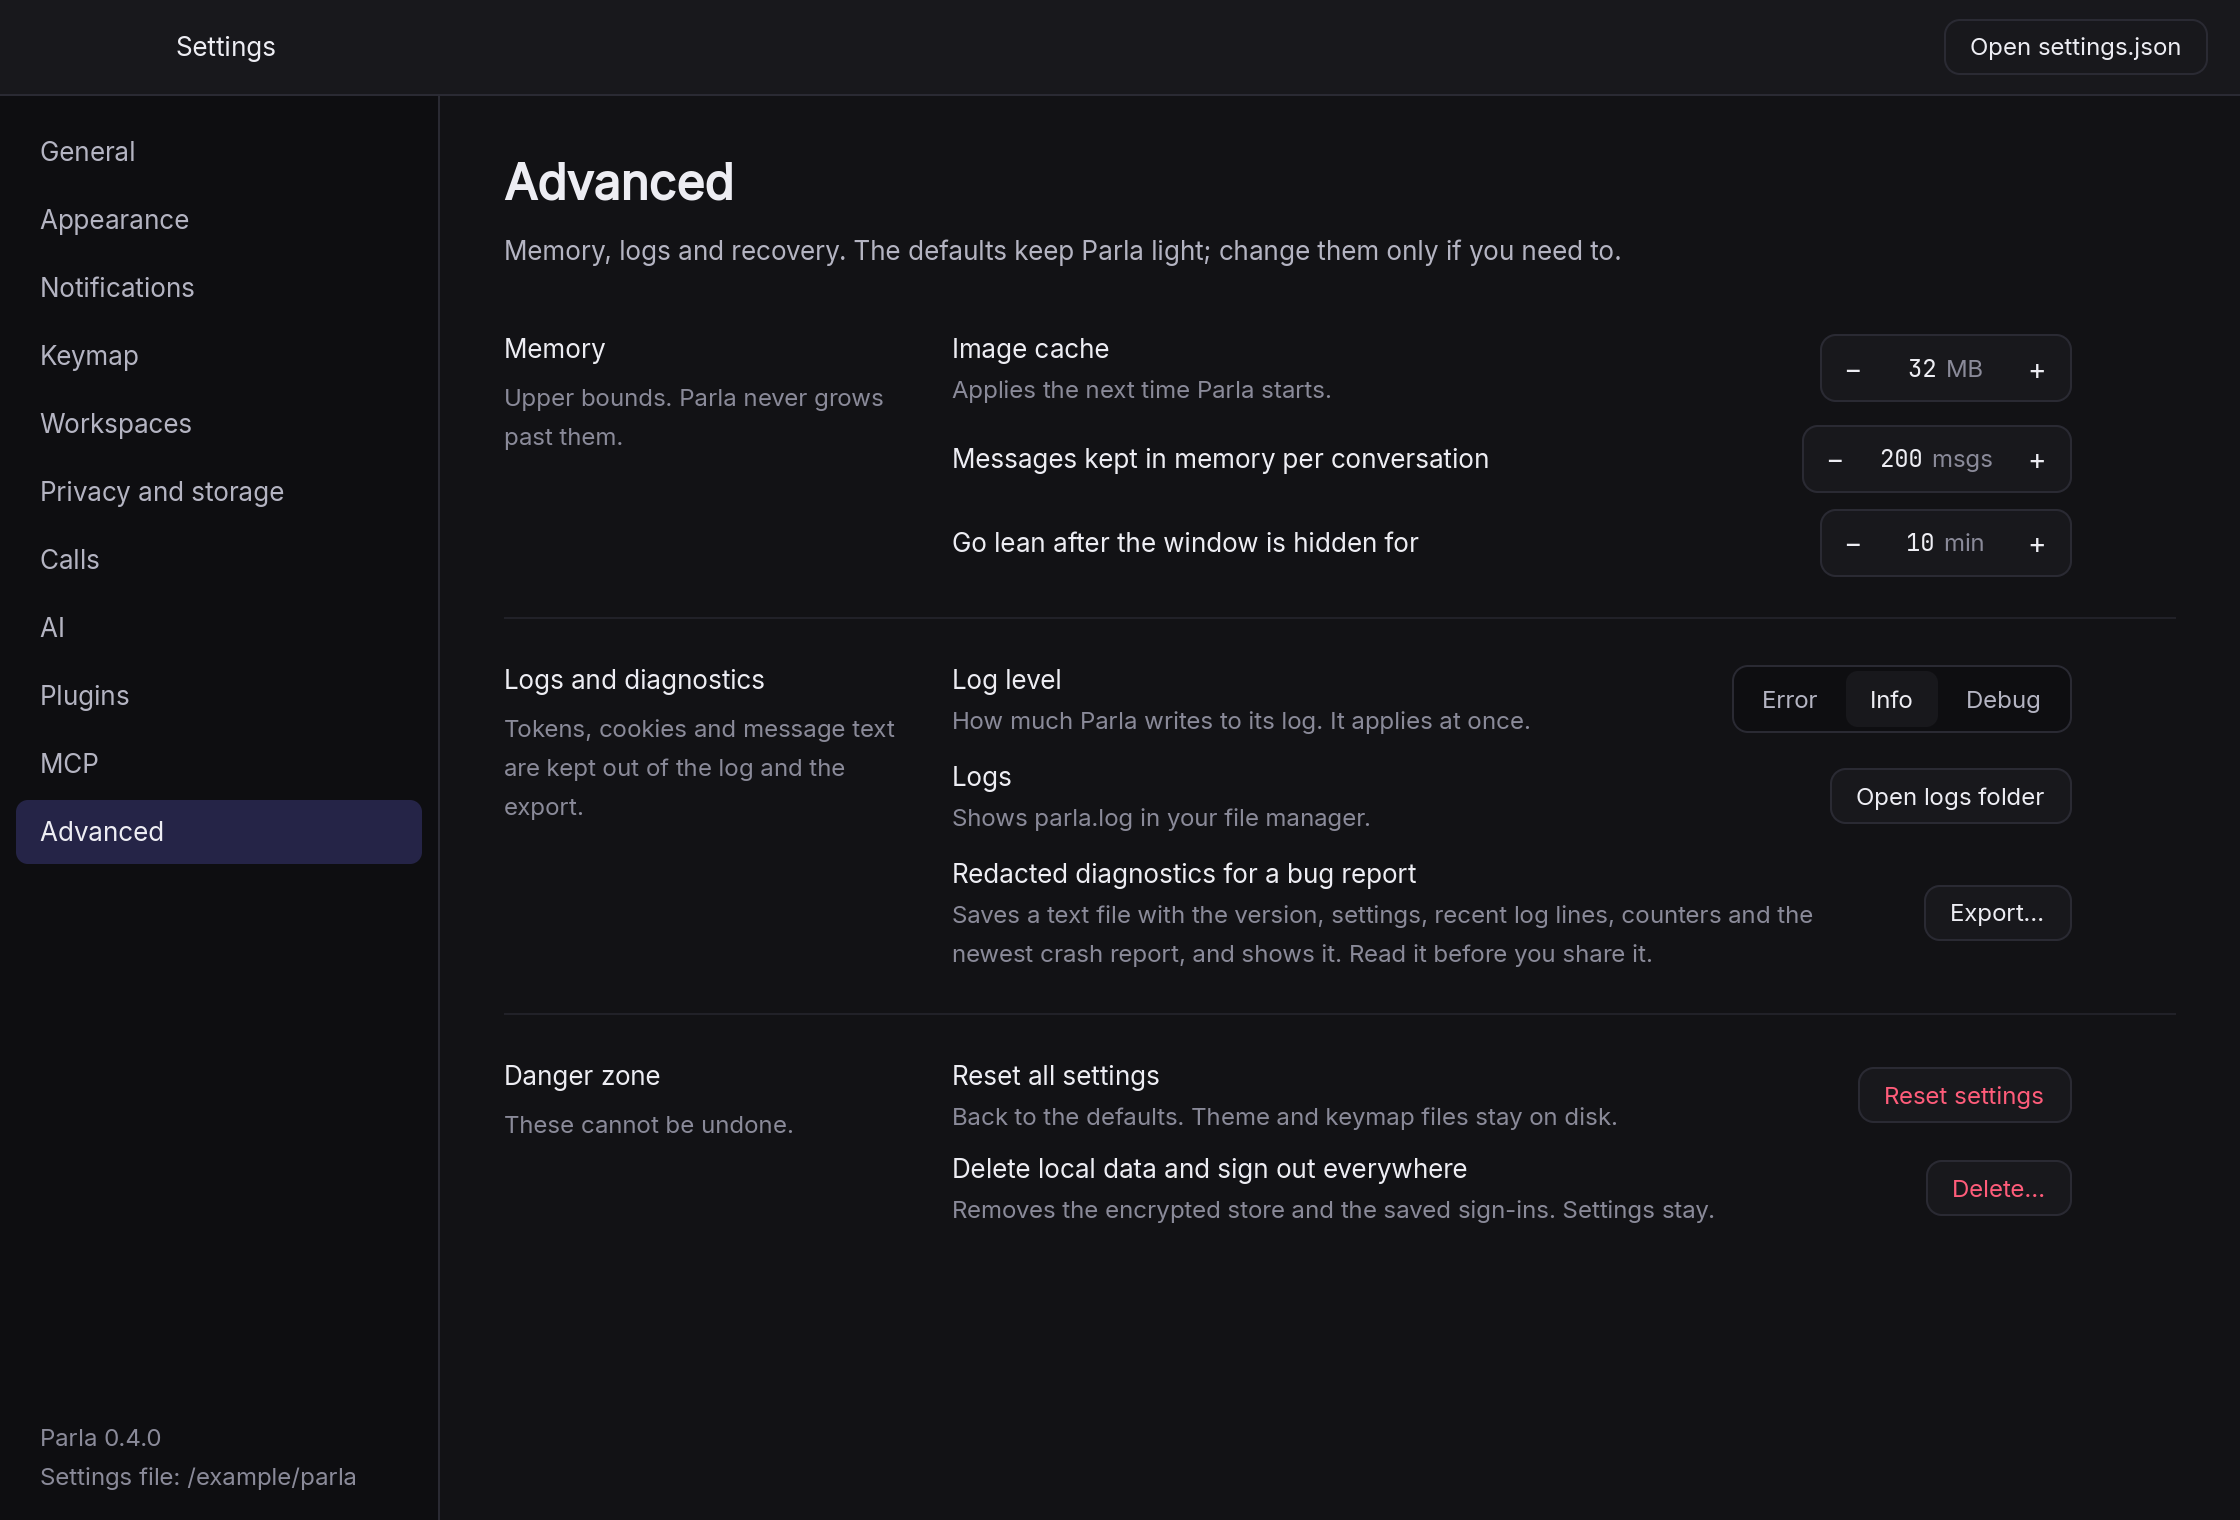 Settings
Open settings.json
General
Appearance
Notifications
Keymap
Workspaces
Privacy and storage
Calls
AI
Plugins
MCP
Advanced
Parla 0.4.0
Settings file: /example/parla
Advanced
Memory, logs and recovery. The defaults keep Parla light; change them only if you need to.
Memory
Upper bounds. Parla never grows
past them.
Image cache
Applies the next time Parla starts.
− 32 MB +
Messages kept in memory per conversation
− 200 msgs +
Go lean after the window is hidden for
− 10 min +
Logs and diagnostics
Tokens, cookies and message text
are kept out of the log and the
export.
Log level
How much Parla writes to its log. It applies at once.
Error Info Debug
Logs
Shows parla.log in your file manager.
Open logs folder
Redacted diagnostics for a bug report
Saves a text file with the version, settings, recent log lines, counters and the
newest crash report, and shows it. Read it before you share it.
Export...
Danger zone
These cannot be undone.
Reset all settings
Back to the defaults. Theme and keymap files stay on disk.
Reset settings
Delete local data and sign out everywhere
Removes the encrypted store and the saved sign-ins. Settings stay.
Delete...